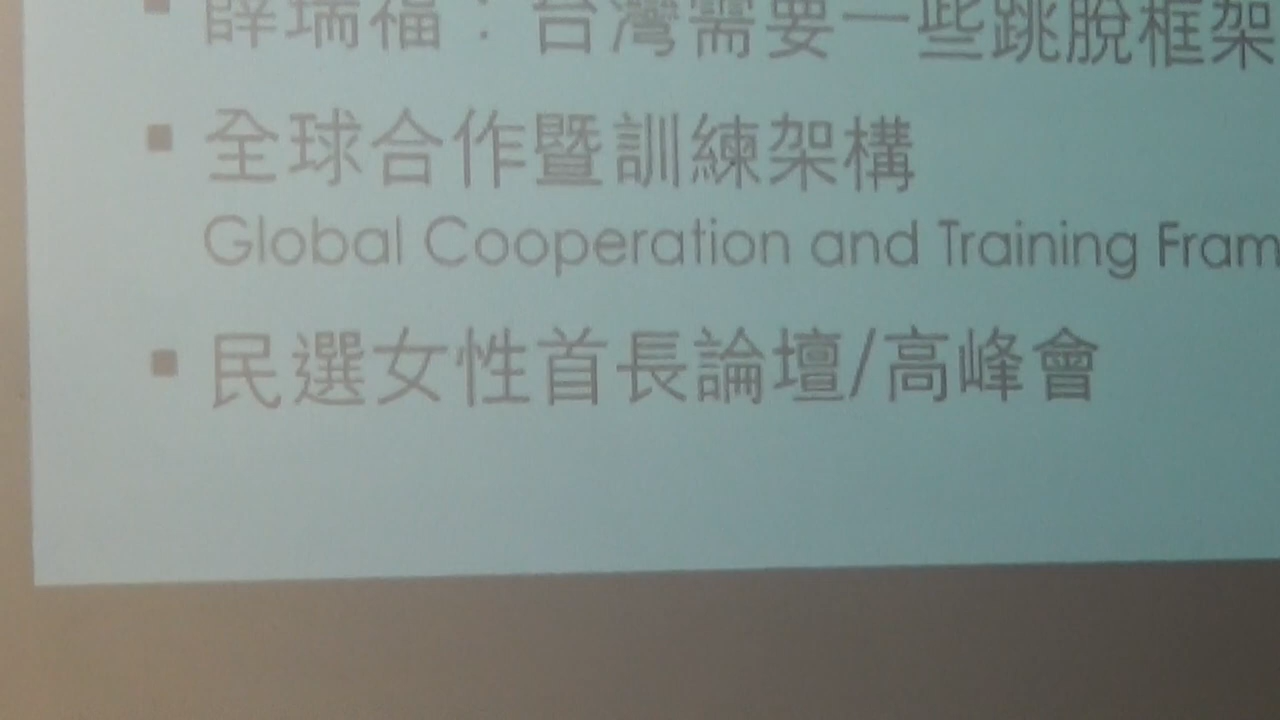 ▪ 薛瑞福：台灣需要一些跳脫框架
▪ 全球合作暨訓練架構
Global Cooperation and Training Fram
▪ 民選女性首長論壇/高峰會